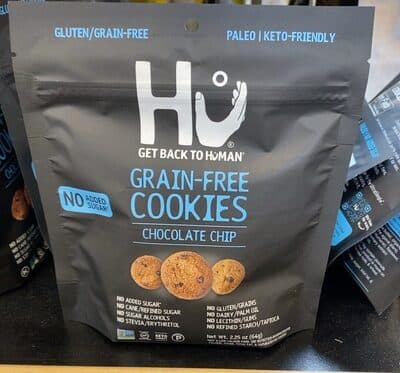 GLUTEN/GRAIN-FREE
PALEO | KETO-FRIENDLY
Hu
GET BACK TO HUMAN
GRAIN-FREE
COOKIES
NO ADDED
SUGAR*
CHOCOLATE CHIP
NO ADDED SUGAR*
NO CANE/REFINED SUGAR
NO SUGAR ALCOHOLS
NO STEVIA/ERYTHRITOL
NO GLUTEN/GRAINS
NO DAIRY/PALM OIL
NO LECITHIN/GUMS
NO REFINED STARCH/TAPIOCA
Net Wt. 2.25 oz (64g)